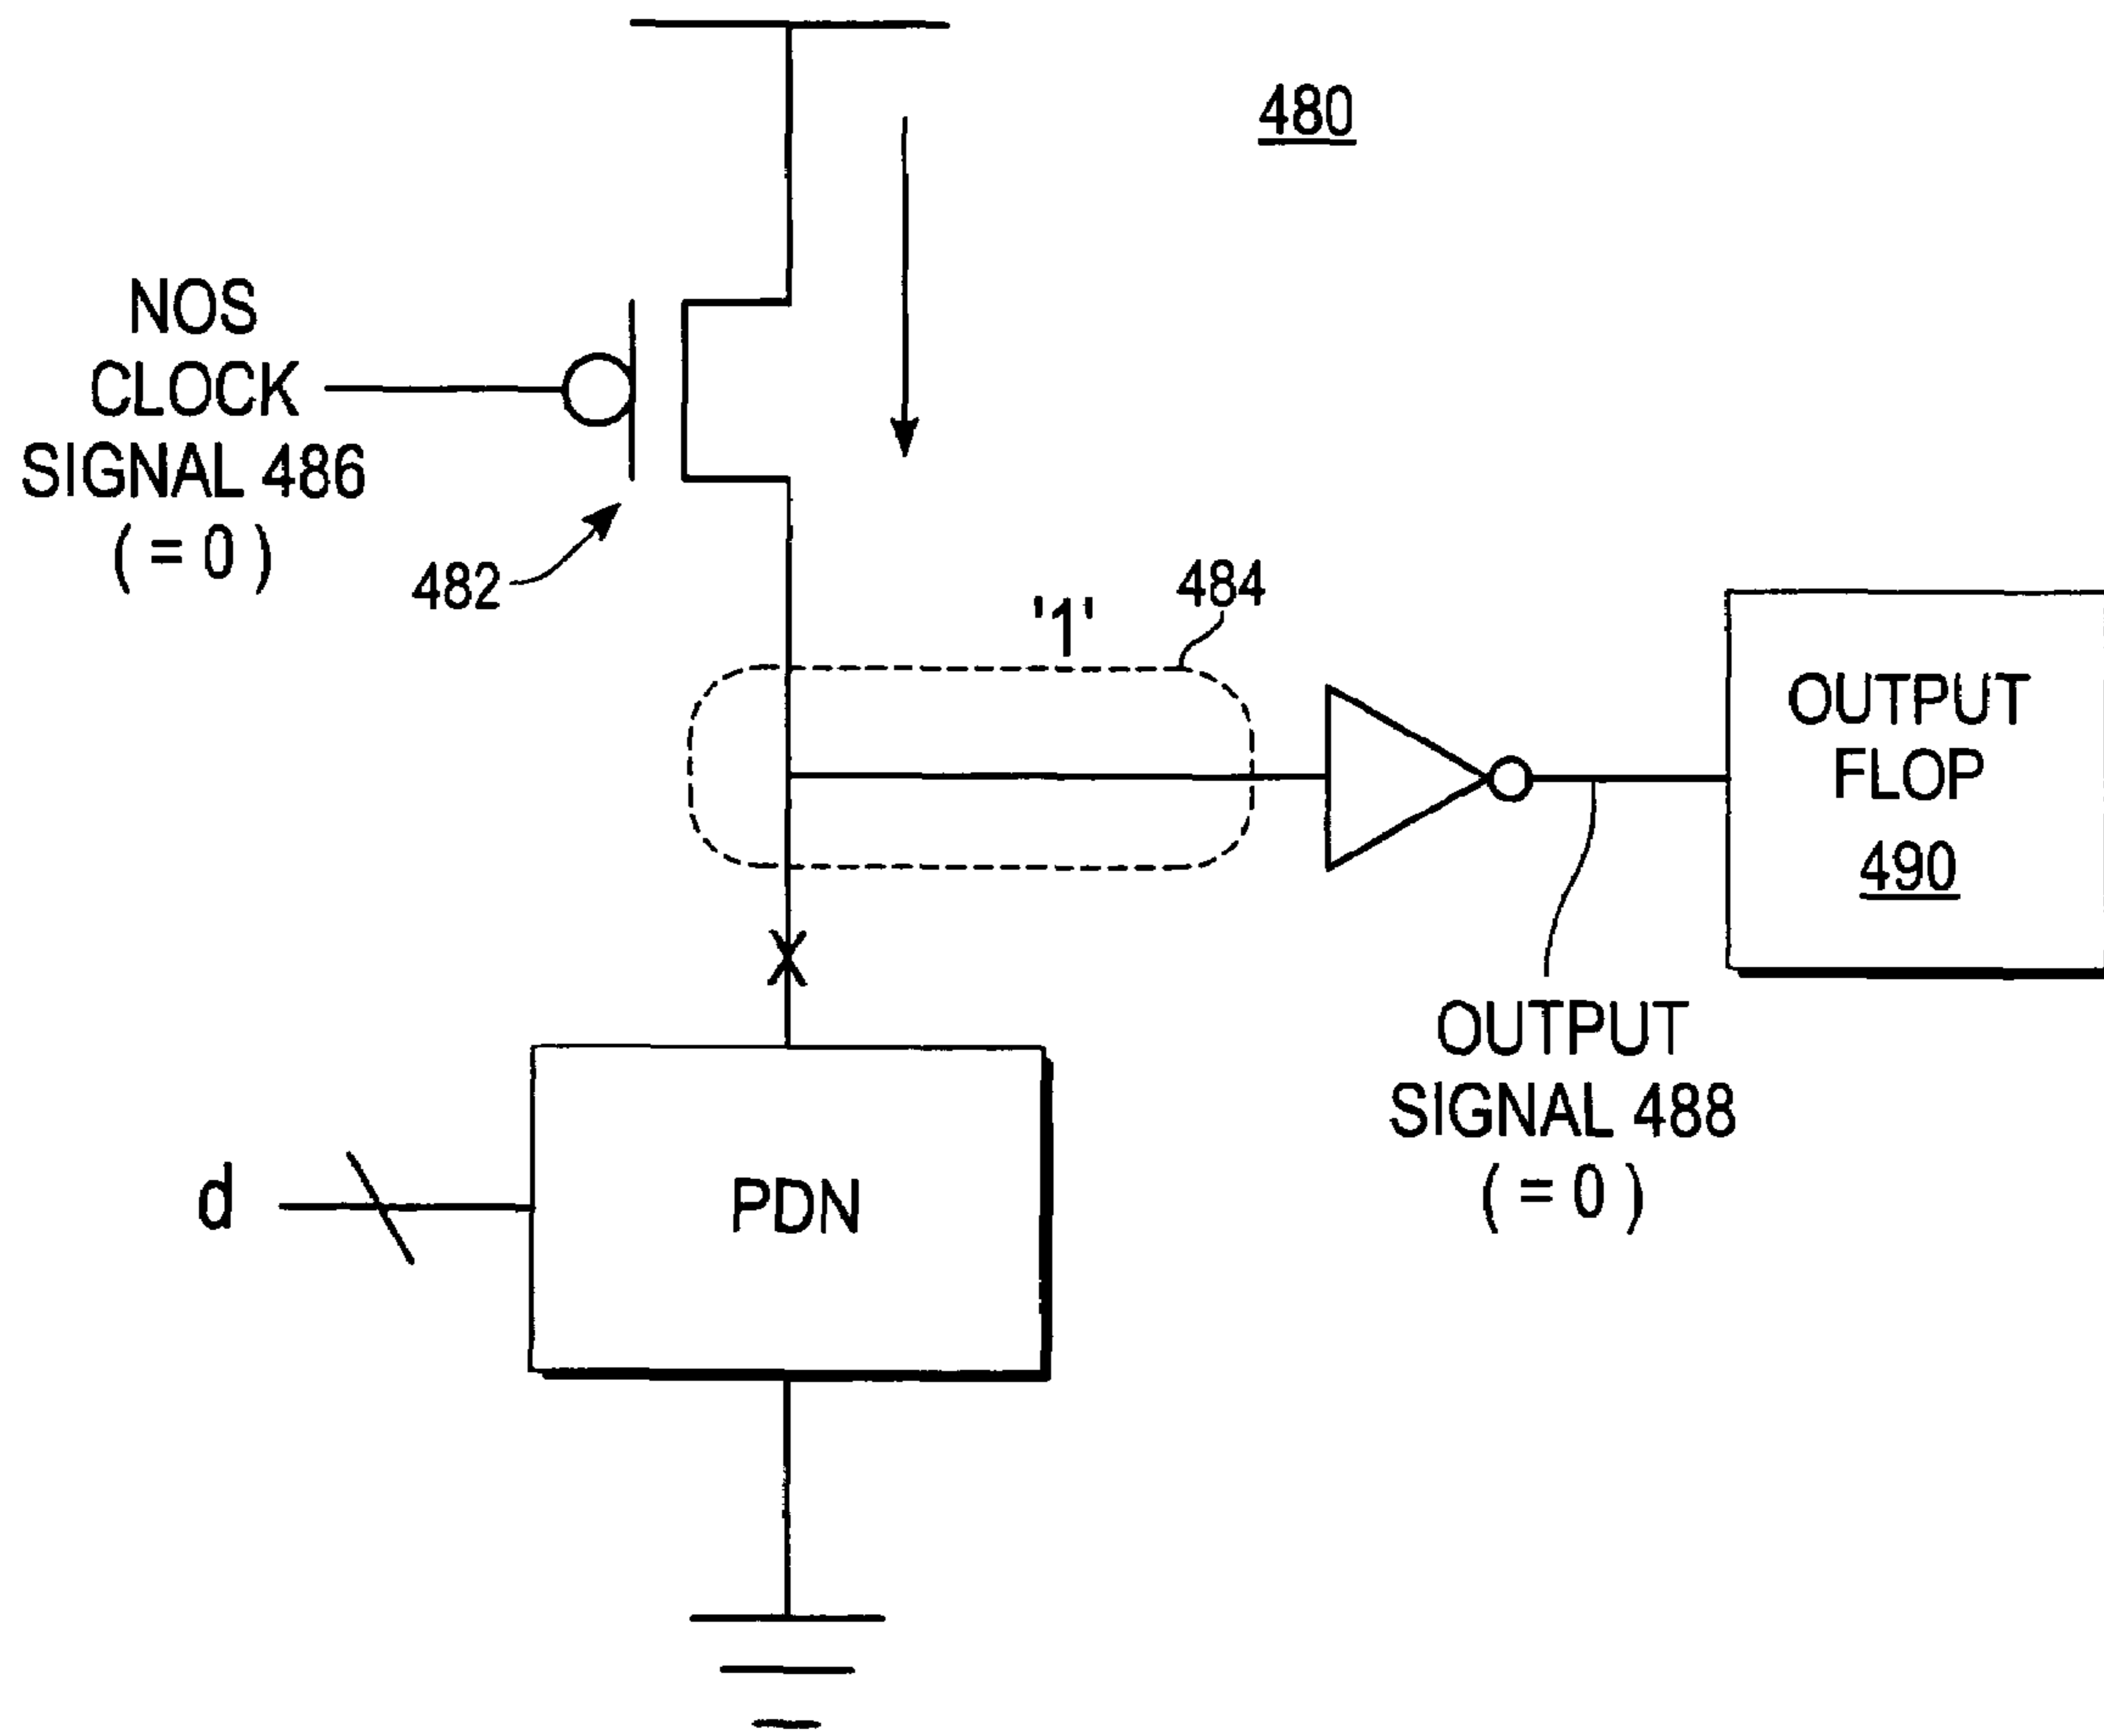 480
NOS
CLOCK
SIGNAL 486
( = 0 )
482
'1'
484
OUTPUT
FLOP
490
OUTPUT
SIGNAL 488
( = 0 )
d
PDN